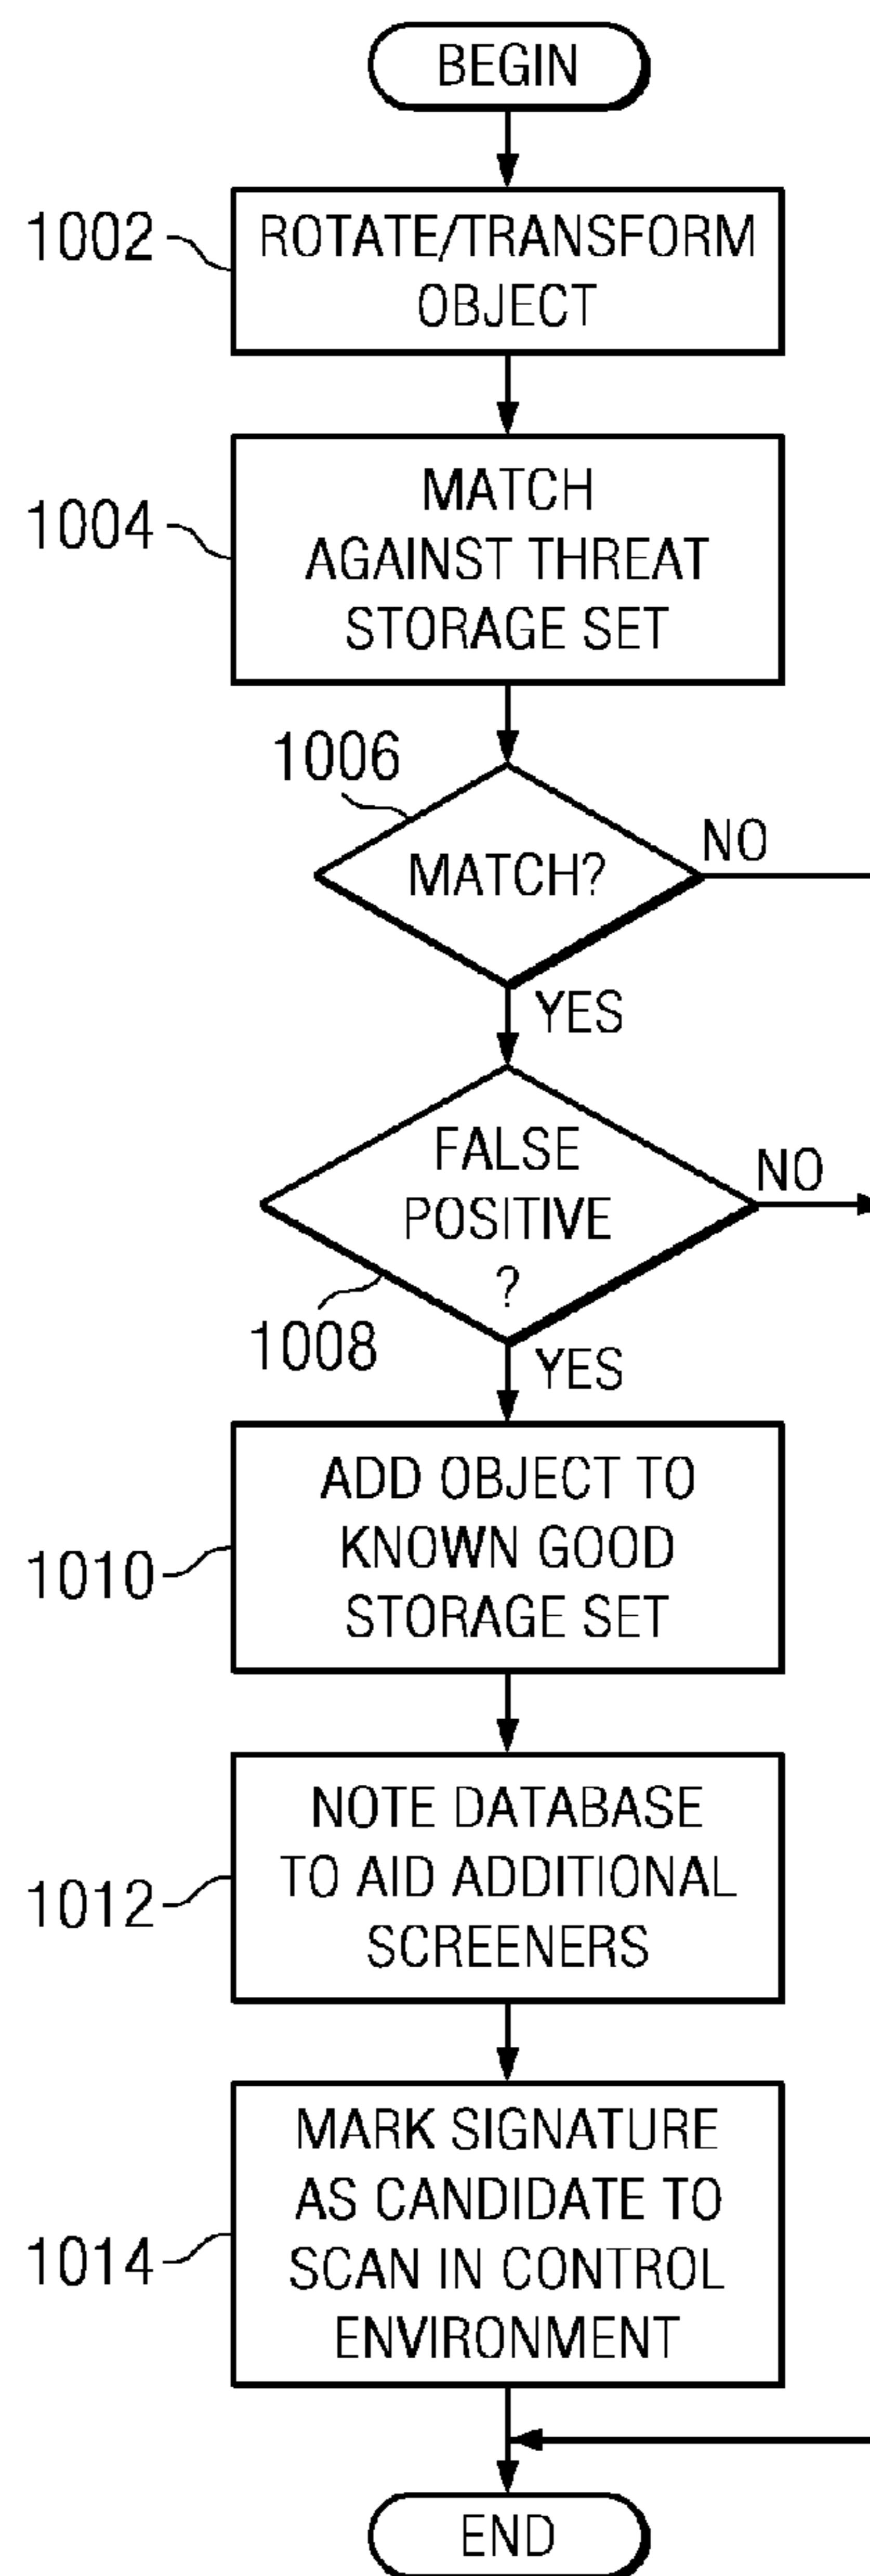 BEGIN
1002
ROTATE/TRANSFORM
OBJECT
1004
MATCH
AGAINST THREAT
STORAGE SET
1006
MATCH?
NO
YES
FALSE
POSITIVE
?
NO
1008
YES
1010
ADD OBJECT TO
KNOWN GOOD
STORAGE SET
1012
NOTE DATABASE
TO AID ADDITIONAL
SCREENERS
1014
MARK SIGNATURE
AS CANDIDATE TO
SCAN IN CONTROL
ENVIRONMENT
END